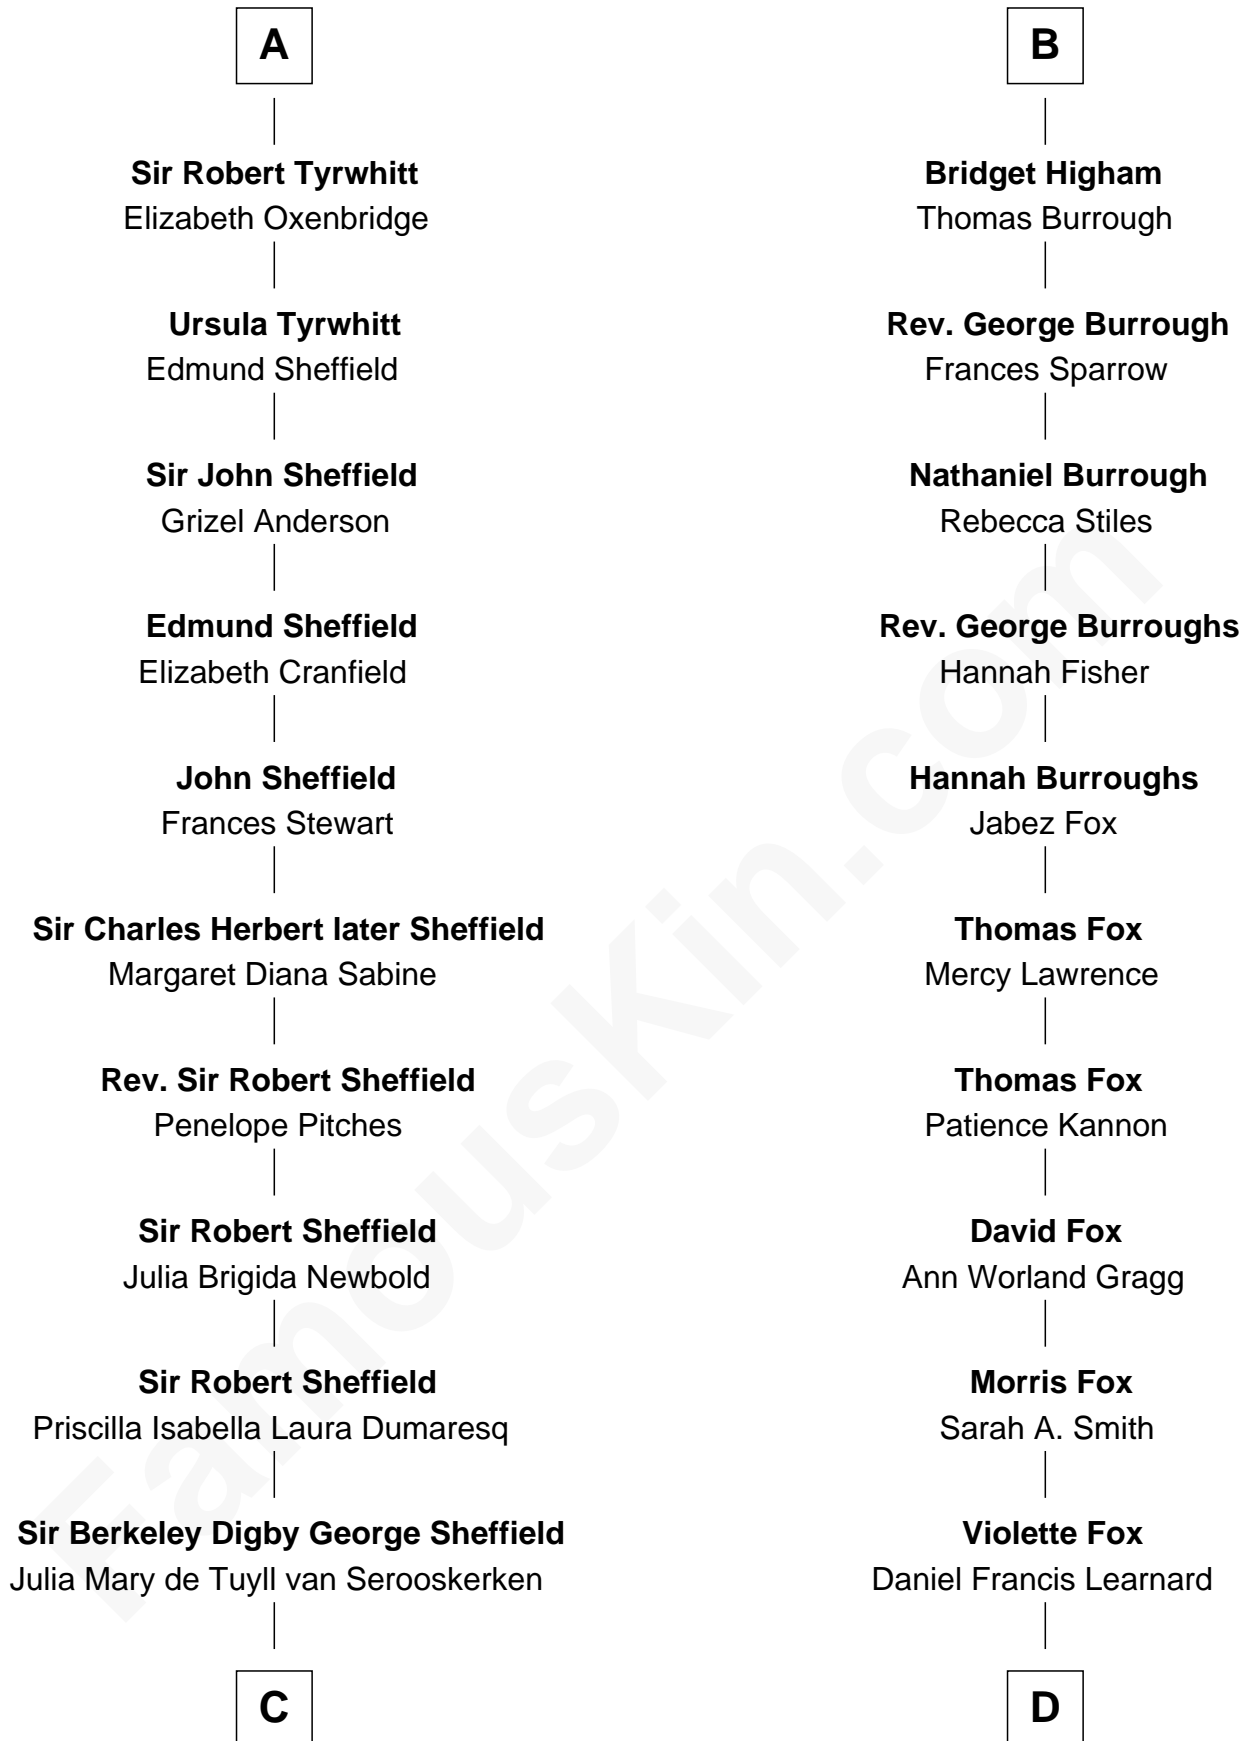 A
Sir Robert Tyrwhitt
Elizabeth Oxenbridge
Ursula Tyrwhitt
Edmund Sheffield
Sir John Sheffield
Grizel Anderson
Edmund Sheffield
Elizabeth Cranfield
John Sheffield
Frances Stewart
Sir Charles Herbert later Sheffield
Margaret Diana Sabine
Rev. Sir Robert Sheffield
Penelope Pitches
Sir Robert Sheffield
Julia Brigida Newbold
Sir Robert Sheffield
Priscilla Isabella Laura Dumaresq
Sir Berkeley Digby George Sheffield
Julia Mary de Tuyll van Serooskerken
C
B
Bridget Higham
Thomas Burrough
Rev. George Burrough
Frances Sparrow
Nathaniel Burrough
Rebecca Stiles
Rev. George Burroughs
Hannah Fisher
Hannah Burroughs
Jabez Fox
Thomas Fox
Mercy Lawrence
Thomas Fox
Patience Kannon
David Fox
Ann Worland Gragg
Morris Fox
Sarah A. Smith
Violette Fox
Daniel Francis Learnard
D
FamousKin.com